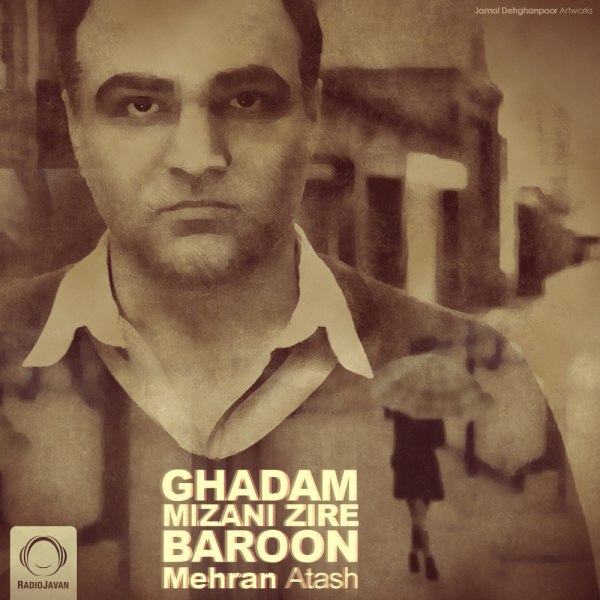 Jamal Dehghanpoor Artworks
GHADAM
MIZANI ZIRE
BAROON
Mehran Atash
RADIOJAVAN